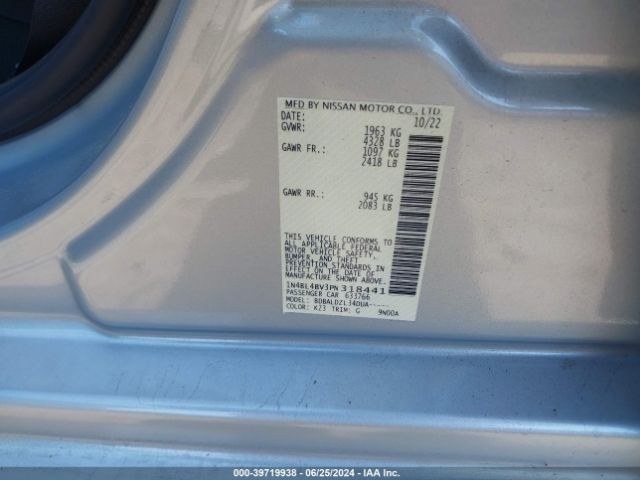 MFD BY NISSAN MOTOR CO., LTD.
DATE: 10/22
GVWR: 1963 KG
4328 LB
GAWR FR.: 1097 KG
2418 LB
GAWR RR.: 945 KG
2083 LB
THIS VEHICLE CONFORMS TO
ALL APPLICABLE FEDERAL
MOTOR VEHICLE SAFETY,
BUMPER, AND THEFT
PREVENTION STANDARDS IN
EFFECT ON THE DATE OF
MANUFACTURE SHOWN ABOVE.
1N4BL4BV3PN318441
PASSENGER CAR 633766
MODEL: BDBALDZL34DUA-----
COLOR: K23 TRIM: G 9ND0A
000-39719938 - 06/25/2024 - IAA Inc.